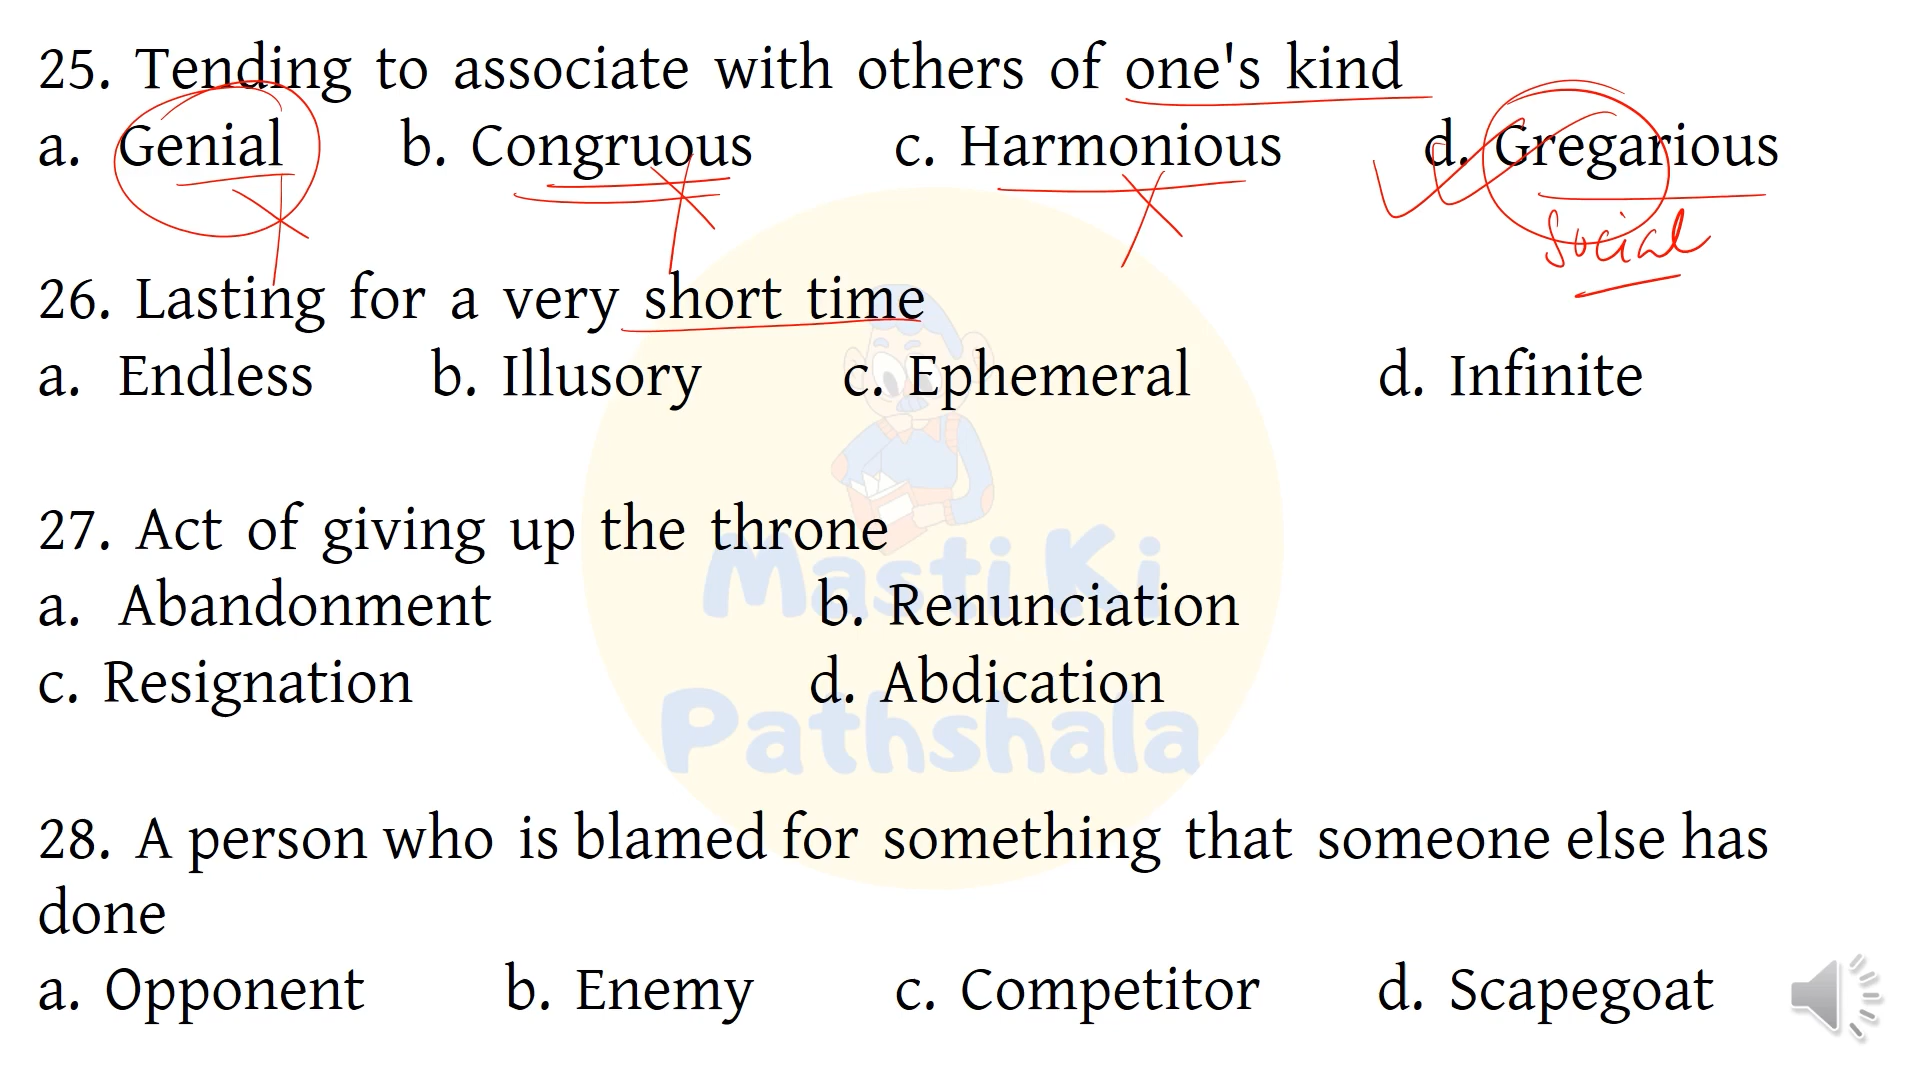 25. Tending to associate with others of one's kind
a. Genial b. Congruous c. Harmonious d. Gregarious
Social
26. Lasting for a very short time
a. Endless b. Illusory c. Ephemeral d. Infinite
27. Act of giving up the throne
a. Abandonment b. Renunciation
c. Resignation d. Abdication
28. A person who is blamed for something that someone else has
done
a. Opponent b. Enemy c. Competitor d. Scapegoat
Masti Ki
Pathshala